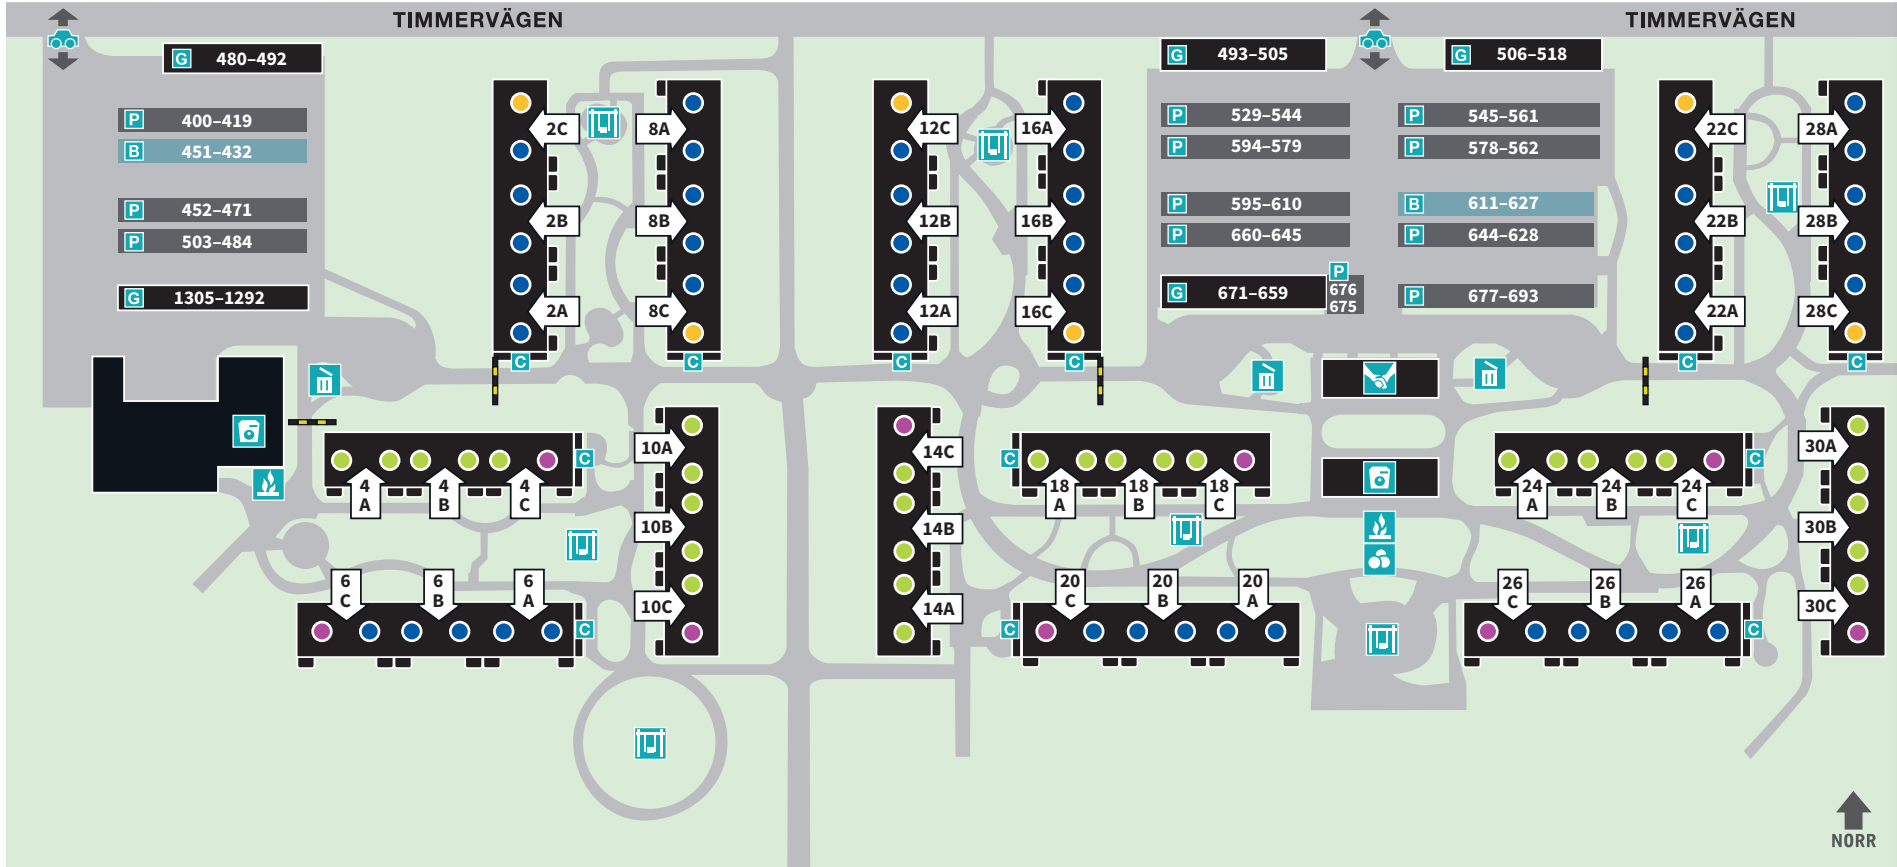 TIMMERVÄGEN
TIMMERVÄGEN
G 480–492
P 400–419
B 451–432
P 452–471
P 503–484
G 1305–1292
G 493–505
G 506–518
P 529–544
P 594–579
P 545–561
P 578–562
P 595–610
P 660–645
B 611–627
P 644–628
G 671–659
P
676
675
P 677–693
2C
8A
2B
8B
2A
8C
C
C
12C
16A
12B
16B
12A
16C
C
C
22C
28A
22B
28B
22A
28C
C
C
4
A
4
B
4
C
C
10A
10B
10C
14C
14B
14A
C
18
A
18
B
18
C
24
A
24
B
24
C
C
30A
30B
30C
6
C
6
B
6
A
C
C
20
C
20
B
20
A
26
C
26
B
26
A
C
NORR